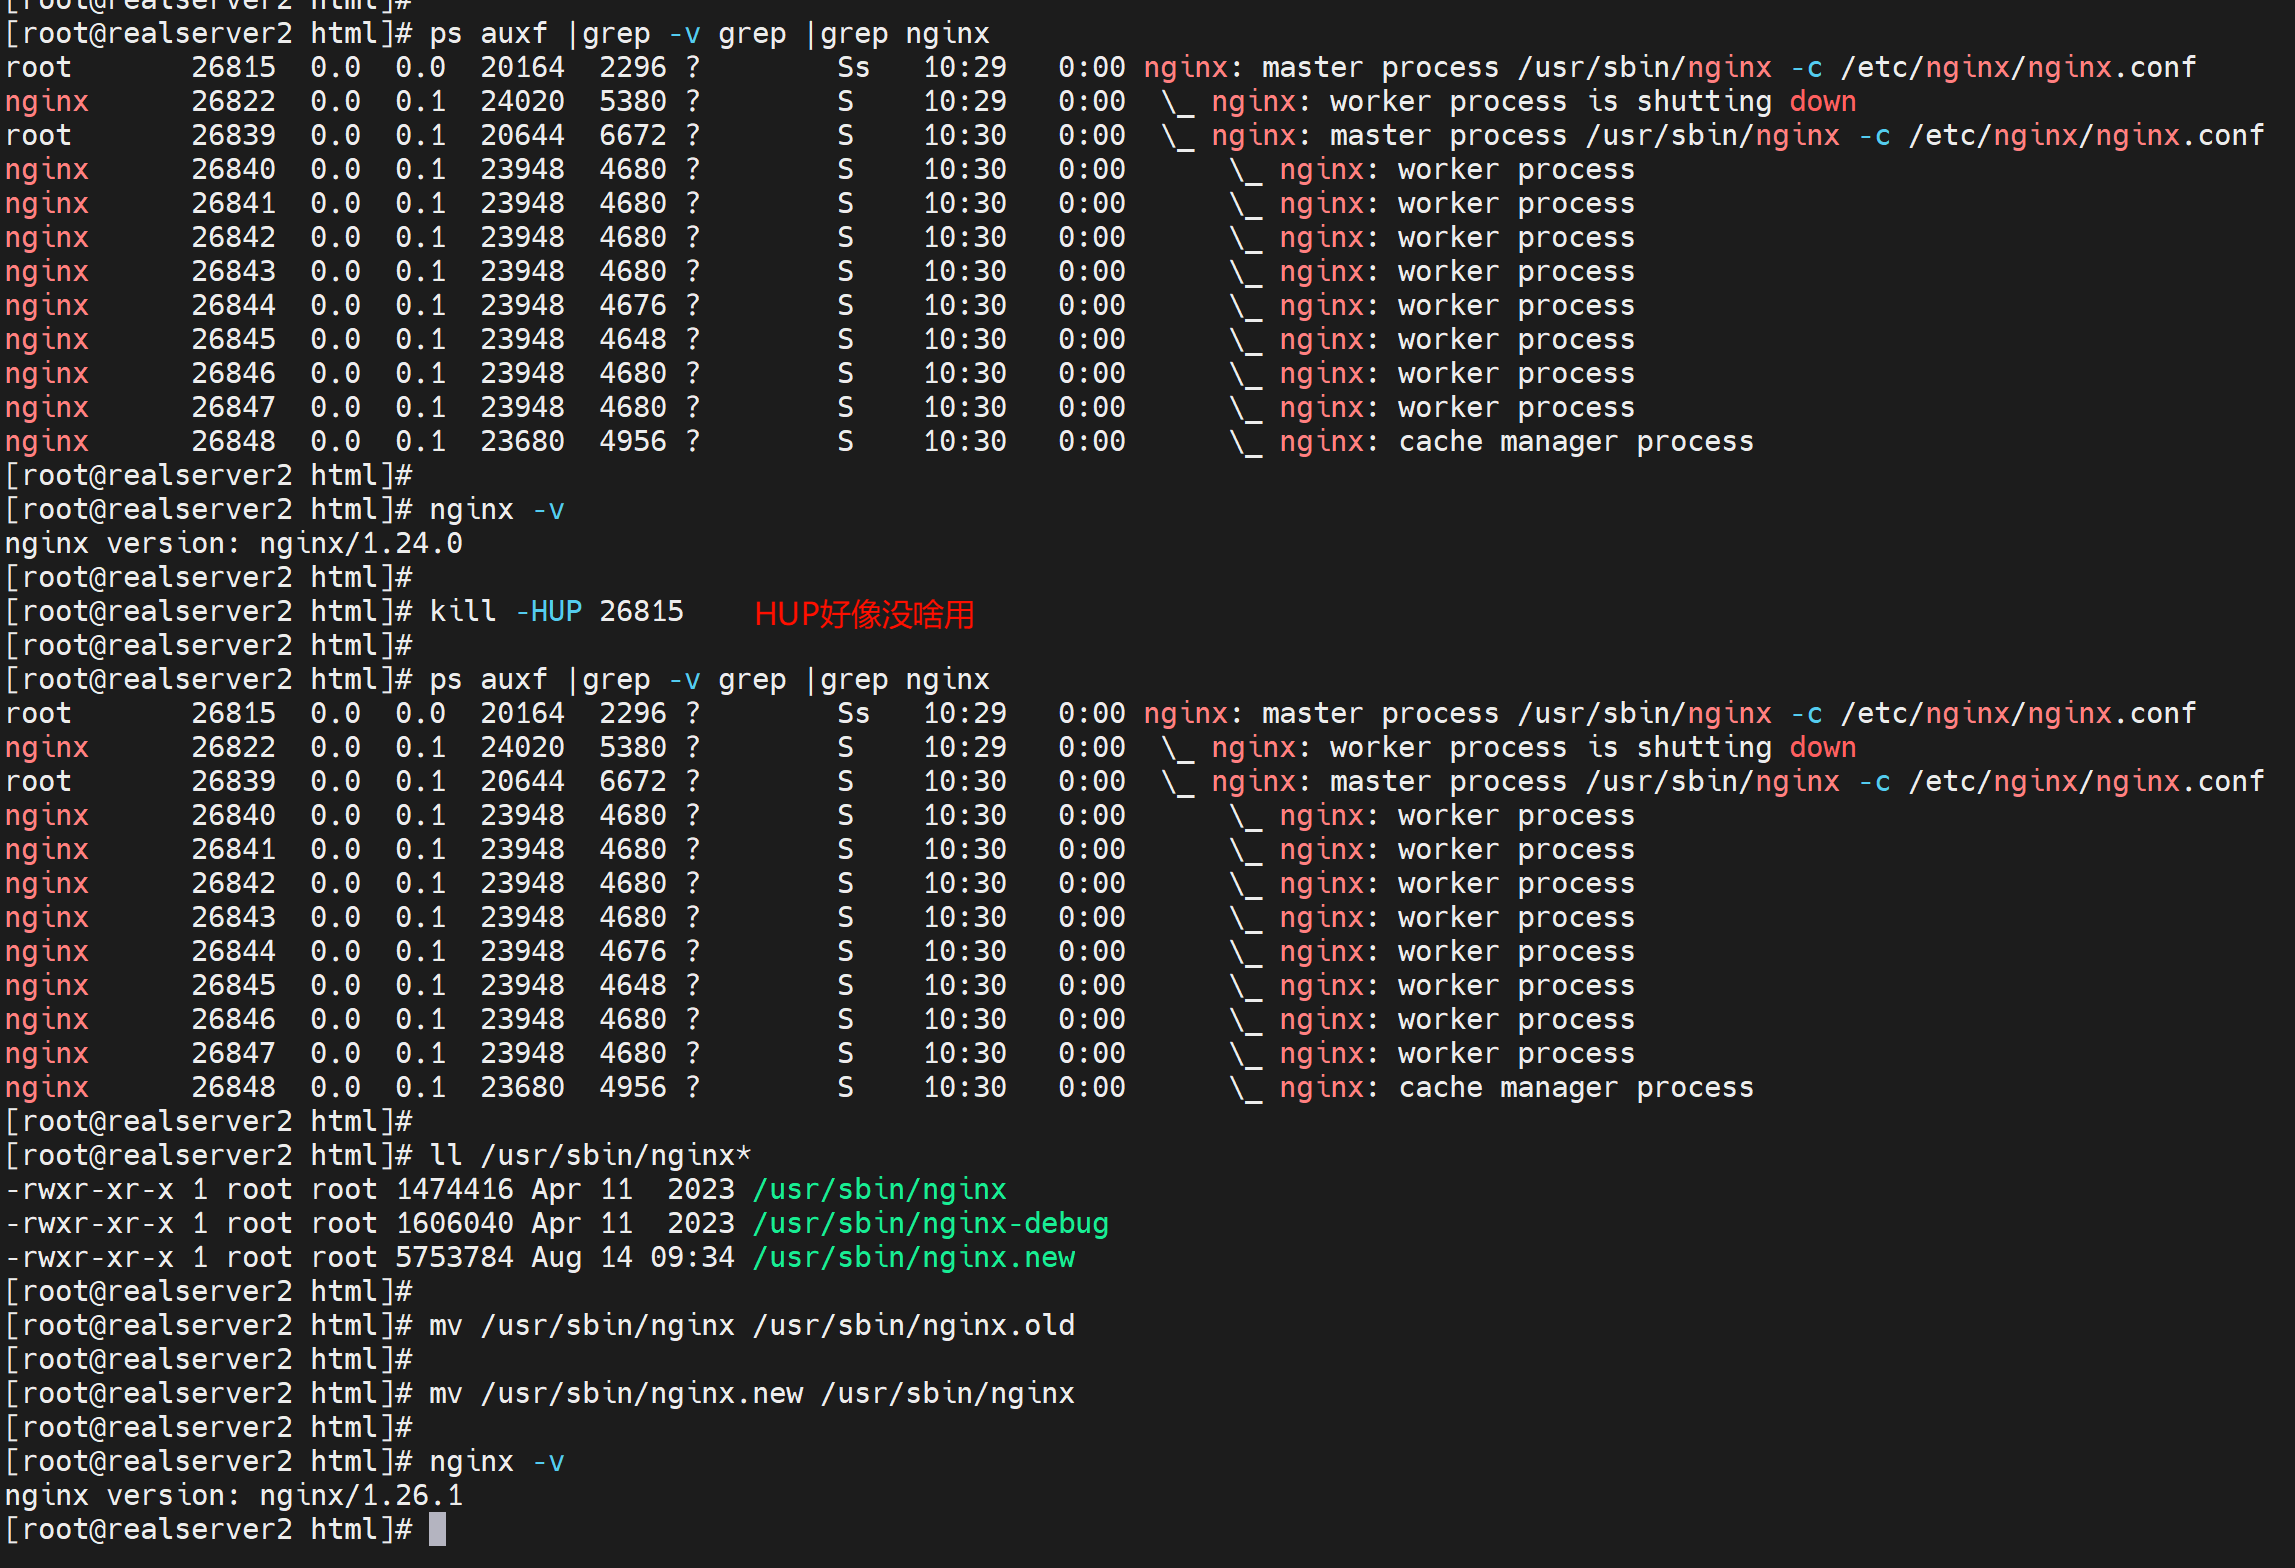 [root@realserver2 html]#
[root@realserver2 html]# ps auxf |grep -v grep |grep nginx
root       26815  0.0  0.0  20164  2296 ?        Ss   10:29   0:00 nginx: master process /usr/sbin/nginx -c /etc/nginx/nginx.conf
nginx      26822  0.0  0.1  24020  5380 ?        S    10:29   0:00  \_ nginx: worker process is shutting down
root       26839  0.0  0.1  20644  6672 ?        S    10:30   0:00  \_ nginx: master process /usr/sbin/nginx -c /etc/nginx/nginx.conf
nginx      26840  0.0  0.1  23948  4680 ?        S    10:30   0:00      \_ nginx: worker process
nginx      26841  0.0  0.1  23948  4680 ?        S    10:30   0:00      \_ nginx: worker process
nginx      26842  0.0  0.1  23948  4680 ?        S    10:30   0:00      \_ nginx: worker process
nginx      26843  0.0  0.1  23948  4680 ?        S    10:30   0:00      \_ nginx: worker process
nginx      26844  0.0  0.1  23948  4676 ?        S    10:30   0:00      \_ nginx: worker process
nginx      26845  0.0  0.1  23948  4648 ?        S    10:30   0:00      \_ nginx: worker process
nginx      26846  0.0  0.1  23948  4680 ?        S    10:30   0:00      \_ nginx: worker process
nginx      26847  0.0  0.1  23948  4680 ?        S    10:30   0:00      \_ nginx: worker process
nginx      26848  0.0  0.1  23680  4956 ?        S    10:30   0:00      \_ nginx: cache manager process
[root@realserver2 html]#
[root@realserver2 html]# nginx -v
nginx version: nginx/1.24.0
[root@realserver2 html]#
[root@realserver2 html]# kill -HUP 26815    HUP好像没啥用
[root@realserver2 html]#
[root@realserver2 html]# ps auxf |grep -v grep |grep nginx
root       26815  0.0  0.0  20164  2296 ?        Ss   10:29   0:00 nginx: master process /usr/sbin/nginx -c /etc/nginx/nginx.conf
nginx      26822  0.0  0.1  24020  5380 ?        S    10:29   0:00  \_ nginx: worker process is shutting down
root       26839  0.0  0.1  20644  6672 ?        S    10:30   0:00  \_ nginx: master process /usr/sbin/nginx -c /etc/nginx/nginx.conf
nginx      26840  0.0  0.1  23948  4680 ?        S    10:30   0:00      \_ nginx: worker process
nginx      26841  0.0  0.1  23948  4680 ?        S    10:30   0:00      \_ nginx: worker process
nginx      26842  0.0  0.1  23948  4680 ?        S    10:30   0:00      \_ nginx: worker process
nginx      26843  0.0  0.1  23948  4680 ?        S    10:30   0:00      \_ nginx: worker process
nginx      26844  0.0  0.1  23948  4676 ?        S    10:30   0:00      \_ nginx: worker process
nginx      26845  0.0  0.1  23948  4648 ?        S    10:30   0:00      \_ nginx: worker process
nginx      26846  0.0  0.1  23948  4680 ?        S    10:30   0:00      \_ nginx: worker process
nginx      26847  0.0  0.1  23948  4680 ?        S    10:30   0:00      \_ nginx: worker process
nginx      26848  0.0  0.1  23680  4956 ?        S    10:30   0:00      \_ nginx: cache manager process
[root@realserver2 html]#
[root@realserver2 html]# ll /usr/sbin/nginx*
-rwxr-xr-x 1 root root 1474416 Apr 11  2023 /usr/sbin/nginx
-rwxr-xr-x 1 root root 1606040 Apr 11  2023 /usr/sbin/nginx-debug
-rwxr-xr-x 1 root root 5753784 Aug 14 09:34 /usr/sbin/nginx.new
[root@realserver2 html]#
[root@realserver2 html]# mv /usr/sbin/nginx /usr/sbin/nginx.old
[root@realserver2 html]#
[root@realserver2 html]# mv /usr/sbin/nginx.new /usr/sbin/nginx
[root@realserver2 html]#
[root@realserver2 html]# nginx -v
nginx version: nginx/1.26.1
[root@realserver2 html]#